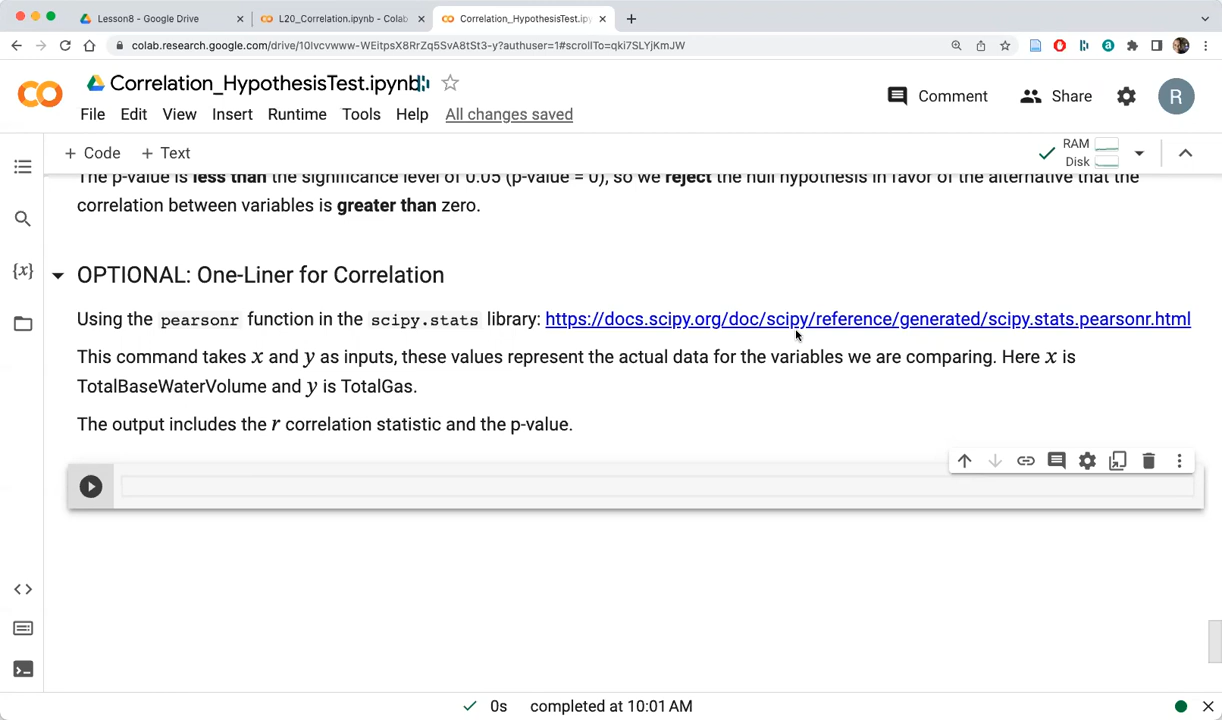 Lesson8 - Google Drive
L20_Correlation.ipynb - Colab
Correlation_HypothesisTest.ipy
colab.research.google.com/drive/10Ivcvwww-WEitpsX8RrZq5SvA8tSt3-y?authuser=1#scrollTo=qki7SLYjKmJW
Correlation_HypothesisTest.ipynb
Comment
Share
R
File Edit View Insert Runtime Tools Help All changes saved
+ Code + Text
RAM
Disk
The p-value is less than the significance level of 0.05 (p-value = 0), so we reject the null hypothesis in favor of the alternative that the
correlation between variables is greater than zero.
OPTIONAL: One-Liner for Correlation
Using the pearsonr function in the scipy.stats library: https://docs.scipy.org/doc/scipy/reference/generated/scipy.stats.pearsonr.html
This command takes x and y as inputs, these values represent the actual data for the variables we are comparing. Here x is
TotalBaseWaterVolume and y is TotalGas.
The output includes the r correlation statistic and the p-value.
0s completed at 10:01 AM